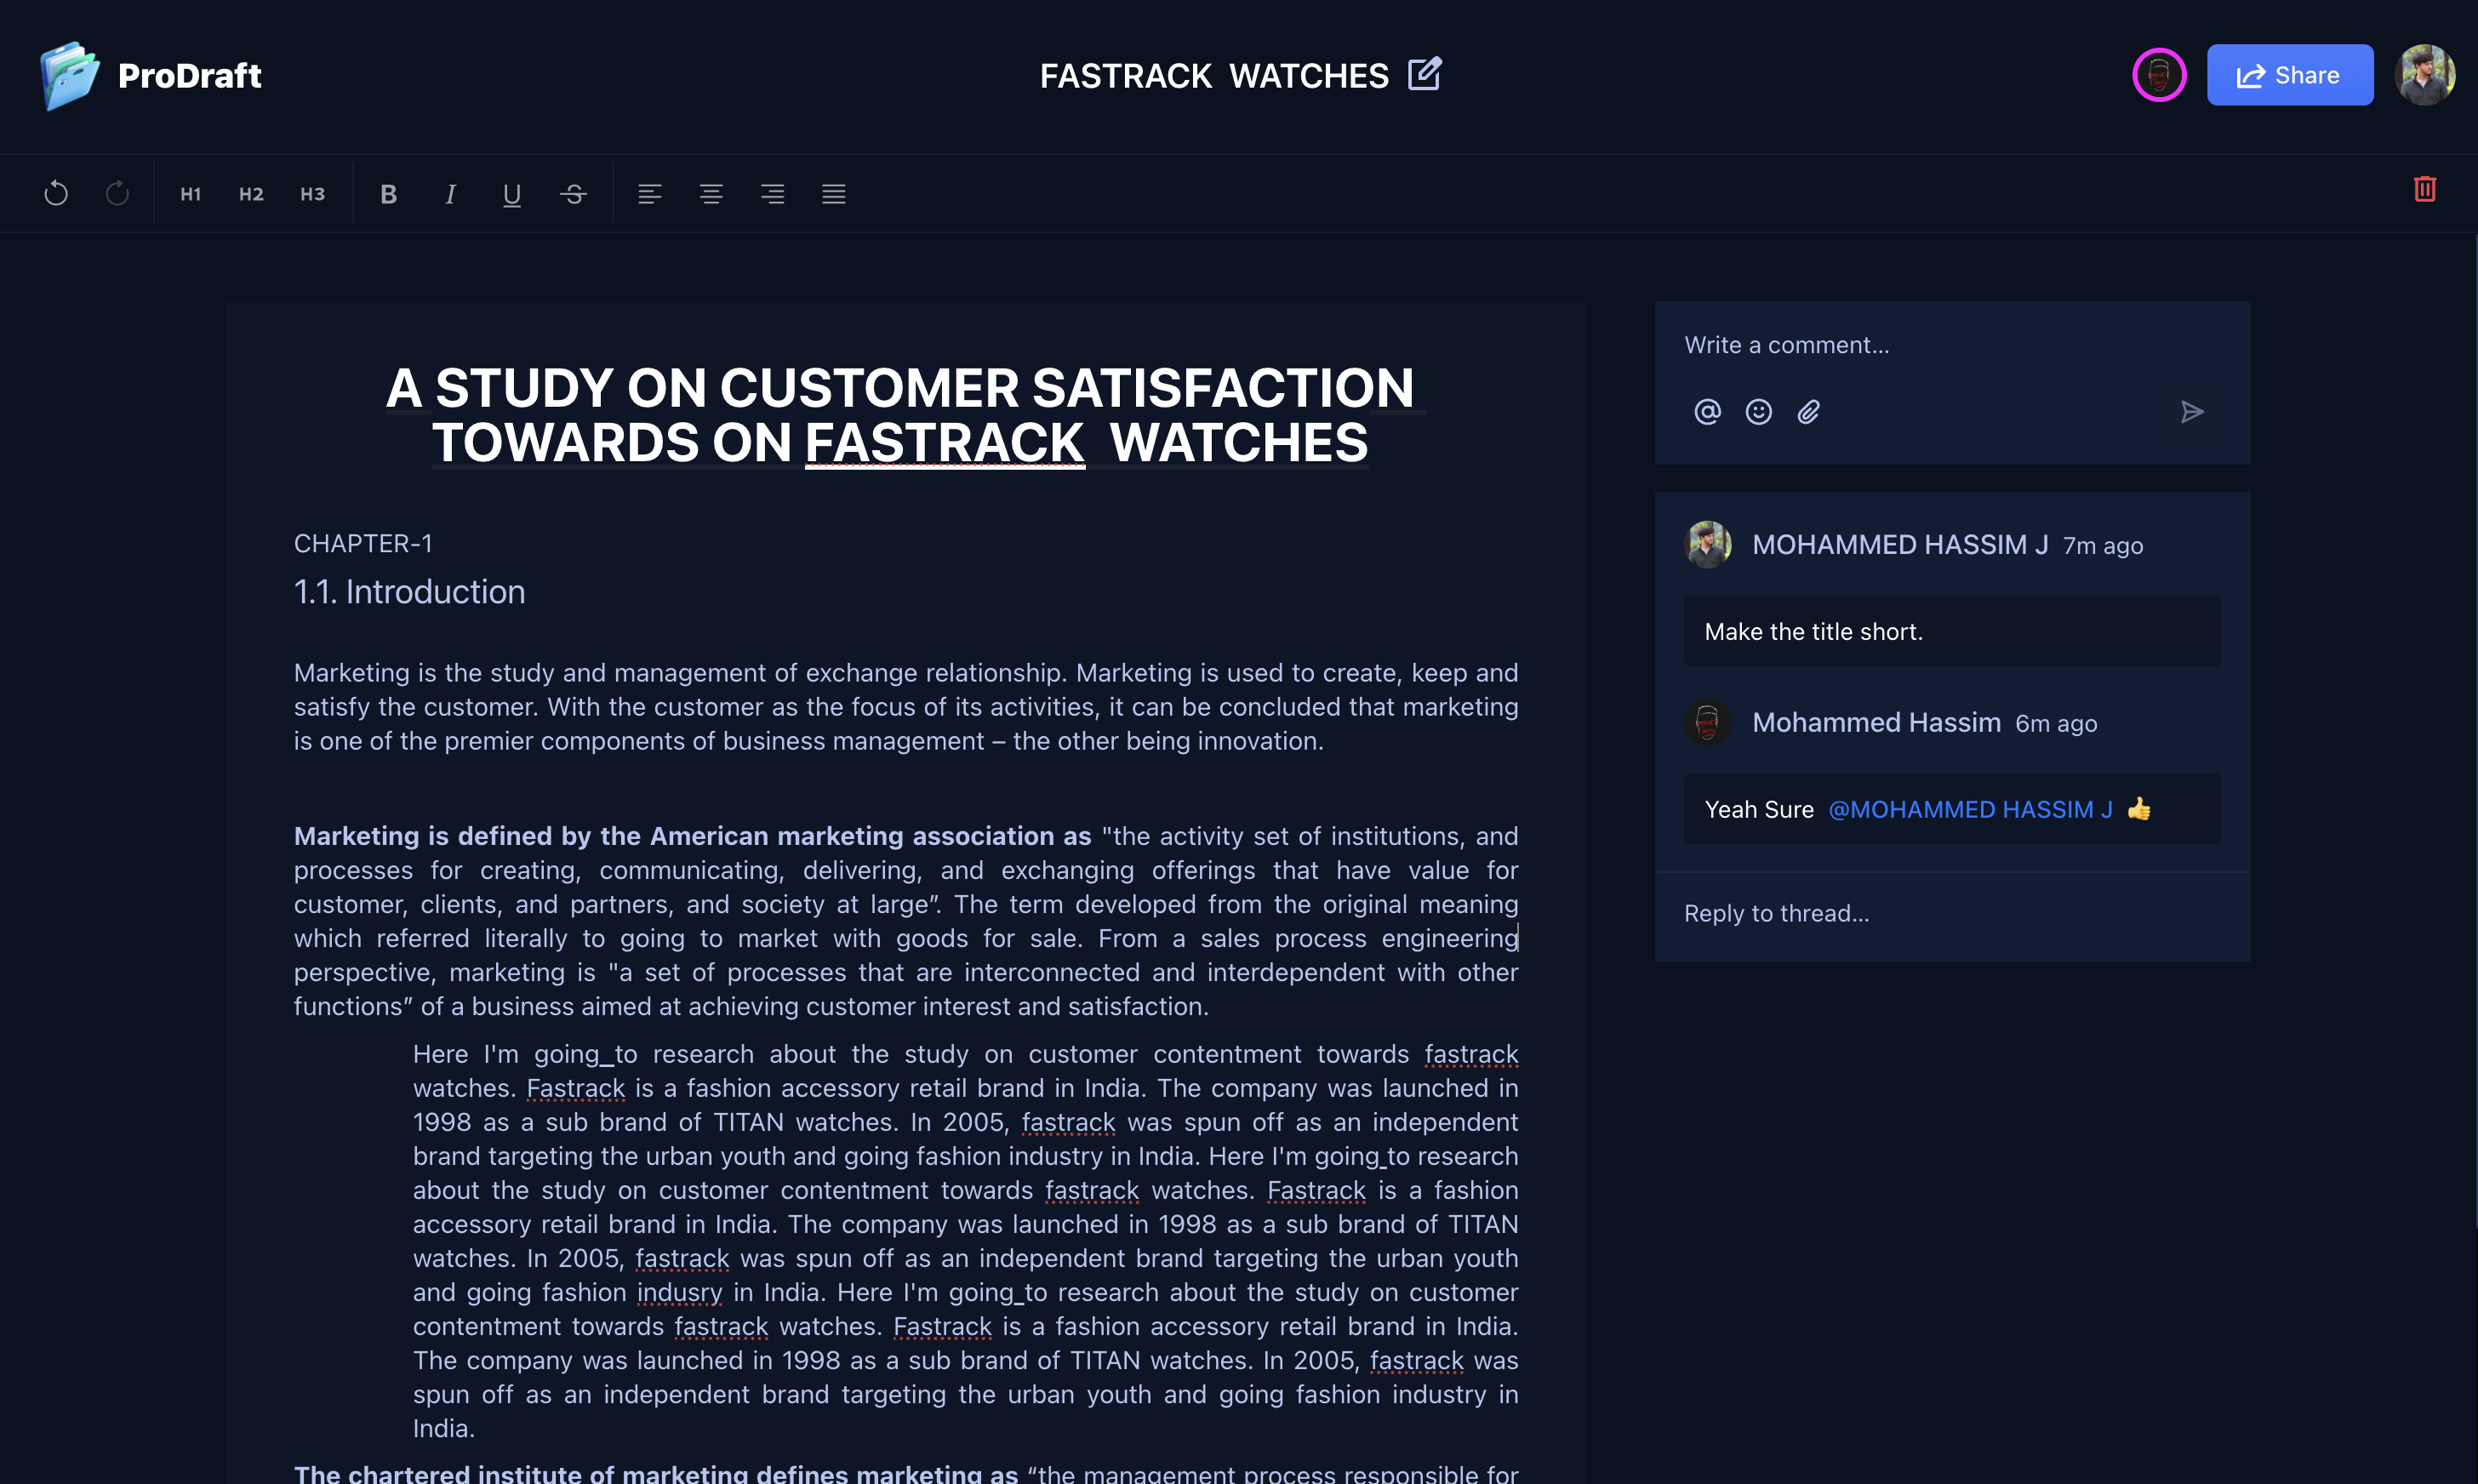 ProDraft
FASTRACK  WATCHES
Share
H1 H2 H3 B I U S
A STUDY ON CUSTOMER SATISFACTION
TOWARDS ON FASTRACK  WATCHES
CHAPTER-1
1.1. Introduction
Marketing is the study and management of exchange relationship. Marketing is used to create, keep and
satisfy the customer. With the customer as the focus of its activities, it can be concluded that marketing
is one of the premier components of business management – the other being innovation.
Marketing is defined by the American marketing association as "the activity set of institutions, and
processes for creating, communicating, delivering, and exchanging offerings that have value for
customer, clients, and partners, and society at large”. The term developed from the original meaning
which referred literally to going to market with goods for sale. From a sales process engineering
perspective, marketing is "a set of processes that are interconnected and interdependent with other
functions” of a business aimed at achieving customer interest and satisfaction.
Here I'm going to research about the study on customer contentment towards fastrack
watches. Fastrack is a fashion accessory retail brand in India. The company was launched in
1998 as a sub brand of TITAN watches. In 2005, fastrack was spun off as an independent
brand targeting the urban youth and going fashion industry in India. Here I'm going to research
about the study on customer contentment towards fastrack watches. Fastrack is a fashion
accessory retail brand in India. The company was launched in 1998 as a sub brand of TITAN
watches. In 2005, fastrack was spun off as an independent brand targeting the urban youth
and going fashion indusry in India. Here I'm going to research about the study on customer
contentment towards fastrack watches. Fastrack is a fashion accessory retail brand in India.
The company was launched in 1998 as a sub brand of TITAN watches. In 2005, fastrack was
spun off as an independent brand targeting the urban youth and going fashion industry in
India.
The chartered institute of marketing defines marketing as “the management process responsible for
Write a comment...
@
MOHAMMED HASSIM J 7m ago
Make the title short.
Mohammed Hassim 6m ago
Yeah Sure @MOHAMMED HASSIM J 👍
Reply to thread...